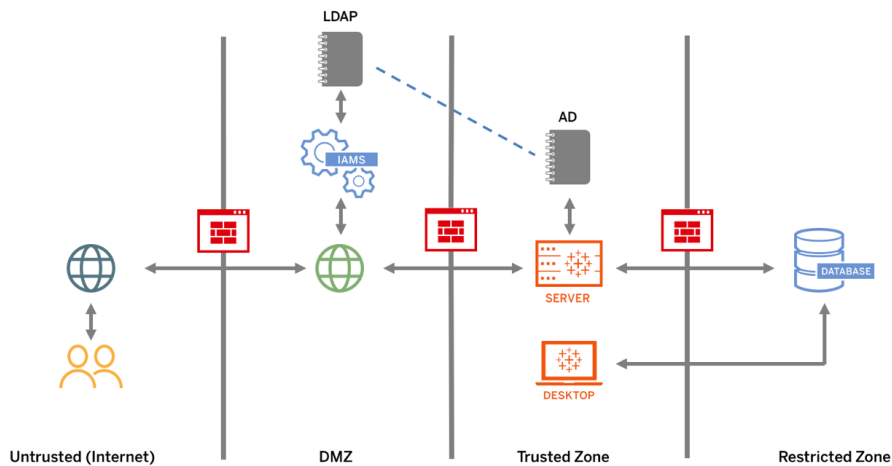 LDAP
AD
IAMS
SERVER
DATABASE
DESKTOP
Untrusted (Internet)
DMZ
Trusted Zone
Restricted Zone